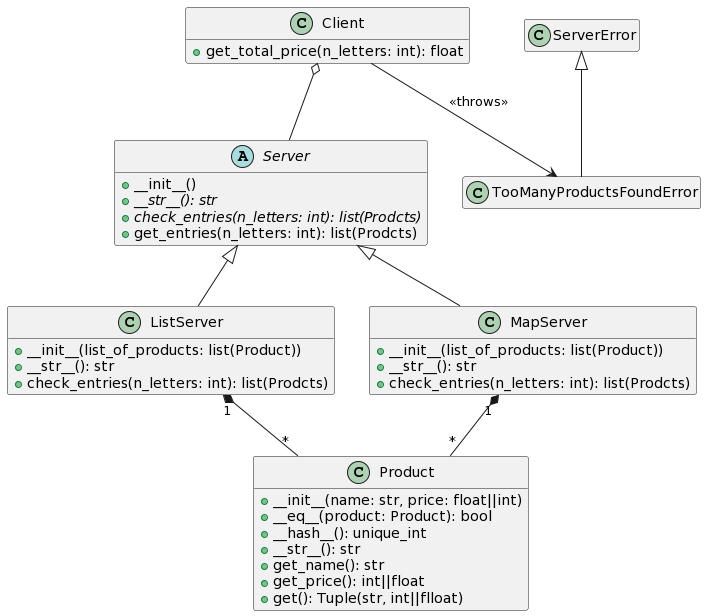 C Client
get_total_price(n_letters: int): float
C ServerError
«throws»
A Server
__init__()
__str__(): str
check_entries(n_letters: int): list(Prodcts)
get_entries(n_letters: int): list(Prodcts)
C TooManyProductsFoundError
C ListServer
__init__(list_of_products: list(Product))
__str__(): str
check_entries(n_letters: int): list(Prodcts)
C MapServer
__init__(list_of_products: list(Product))
__str__(): str
check_entries(n_letters: int): list(Prodcts)
1
1
*
*
C Product
__init__(name: str, price: float||int)
__eq__(product: Product): bool
__hash__(): unique_int
__str__(): str
get_name(): str
get_price(): int||float
get(): Tuple(str, int||flloat)